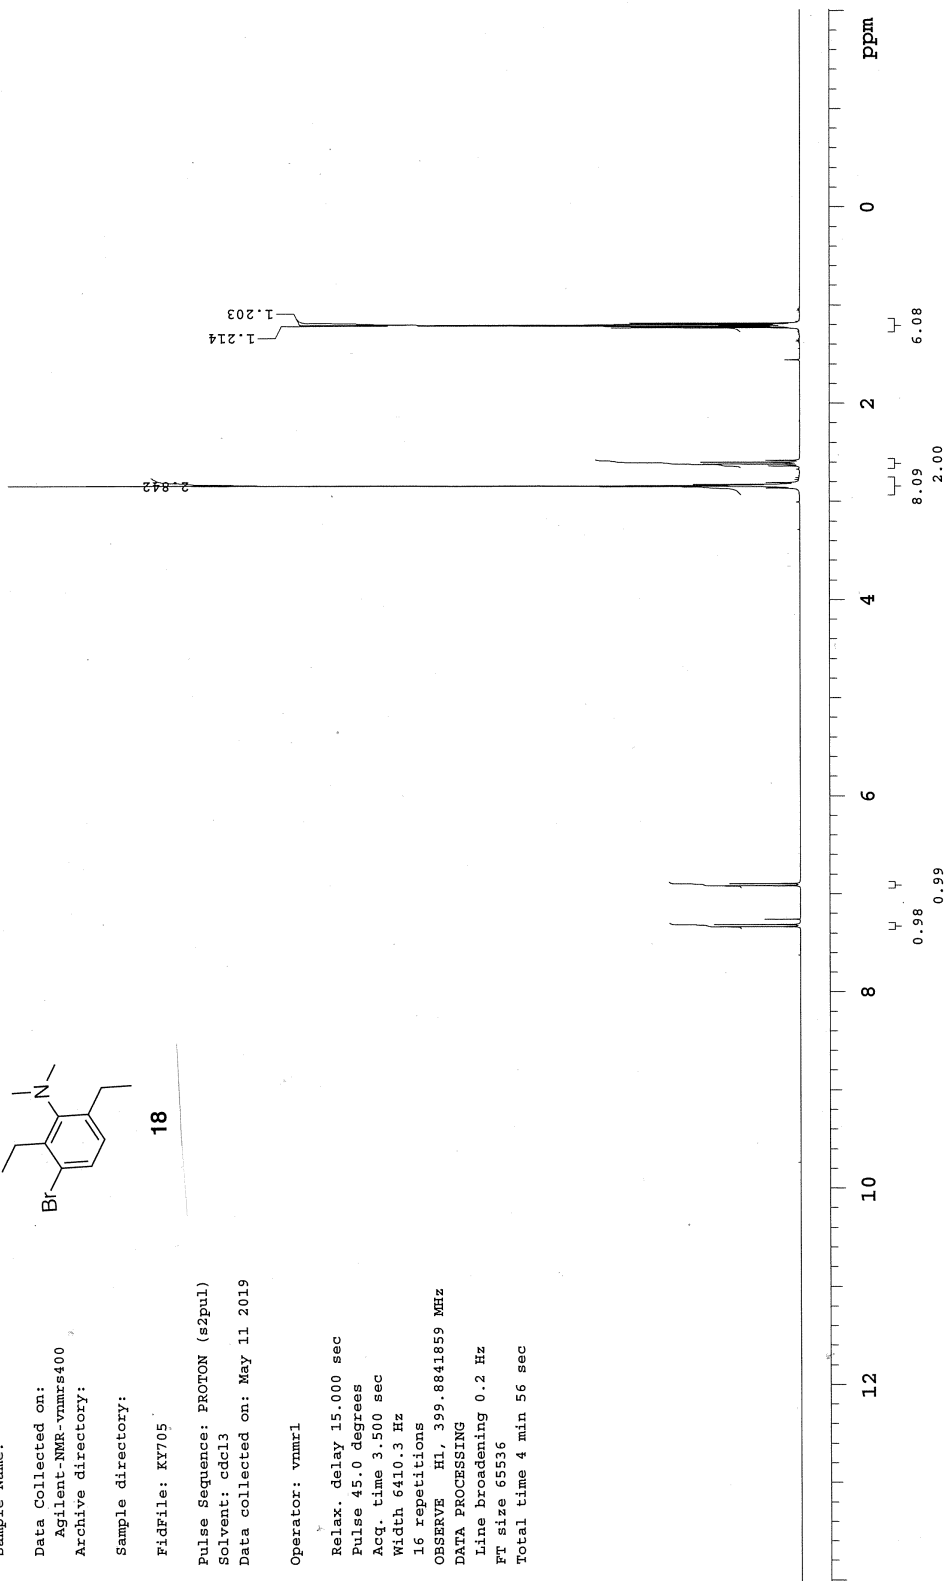 Data Collected on:
Agilent-NMR-vnmrs400
Archive directory:
Sample directory:
FidFile: KY705
Pulse Sequence: PROTON (s2pul)
Solvent: cdcl3
Data collected on: May 11 2019
Operator: vnmr1
Relax. delay 15.000 sec
Pulse 45.0 degrees
Acq. time 3.500 sec
Width 6410.3 Hz
16 repetitions
OBSERVE H1, 399.8841859 MHz
DATA PROCESSING
Line broadening 0.2 Hz
FT size 65536
Total time 4 min 56 sec
Br
N
18
2.842
1.214
1.203
12
10
8
6
4
2
0
ppm
0.98
0.99
8.09
2.00
6.08